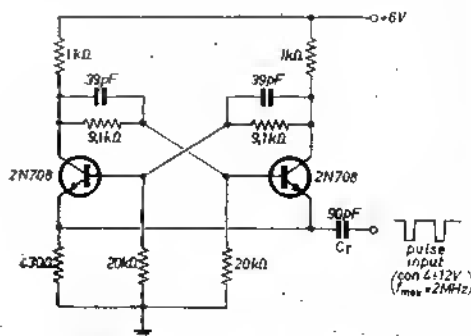 +6V
1kΩ
1kΩ
39pF
39pF
9,1kΩ
9,1kΩ
2N708
2N708
90pF
Cr
430Ω
20kΩ
20kΩ
pulse
input
(con 4÷12V)
(fmax=2MHz)